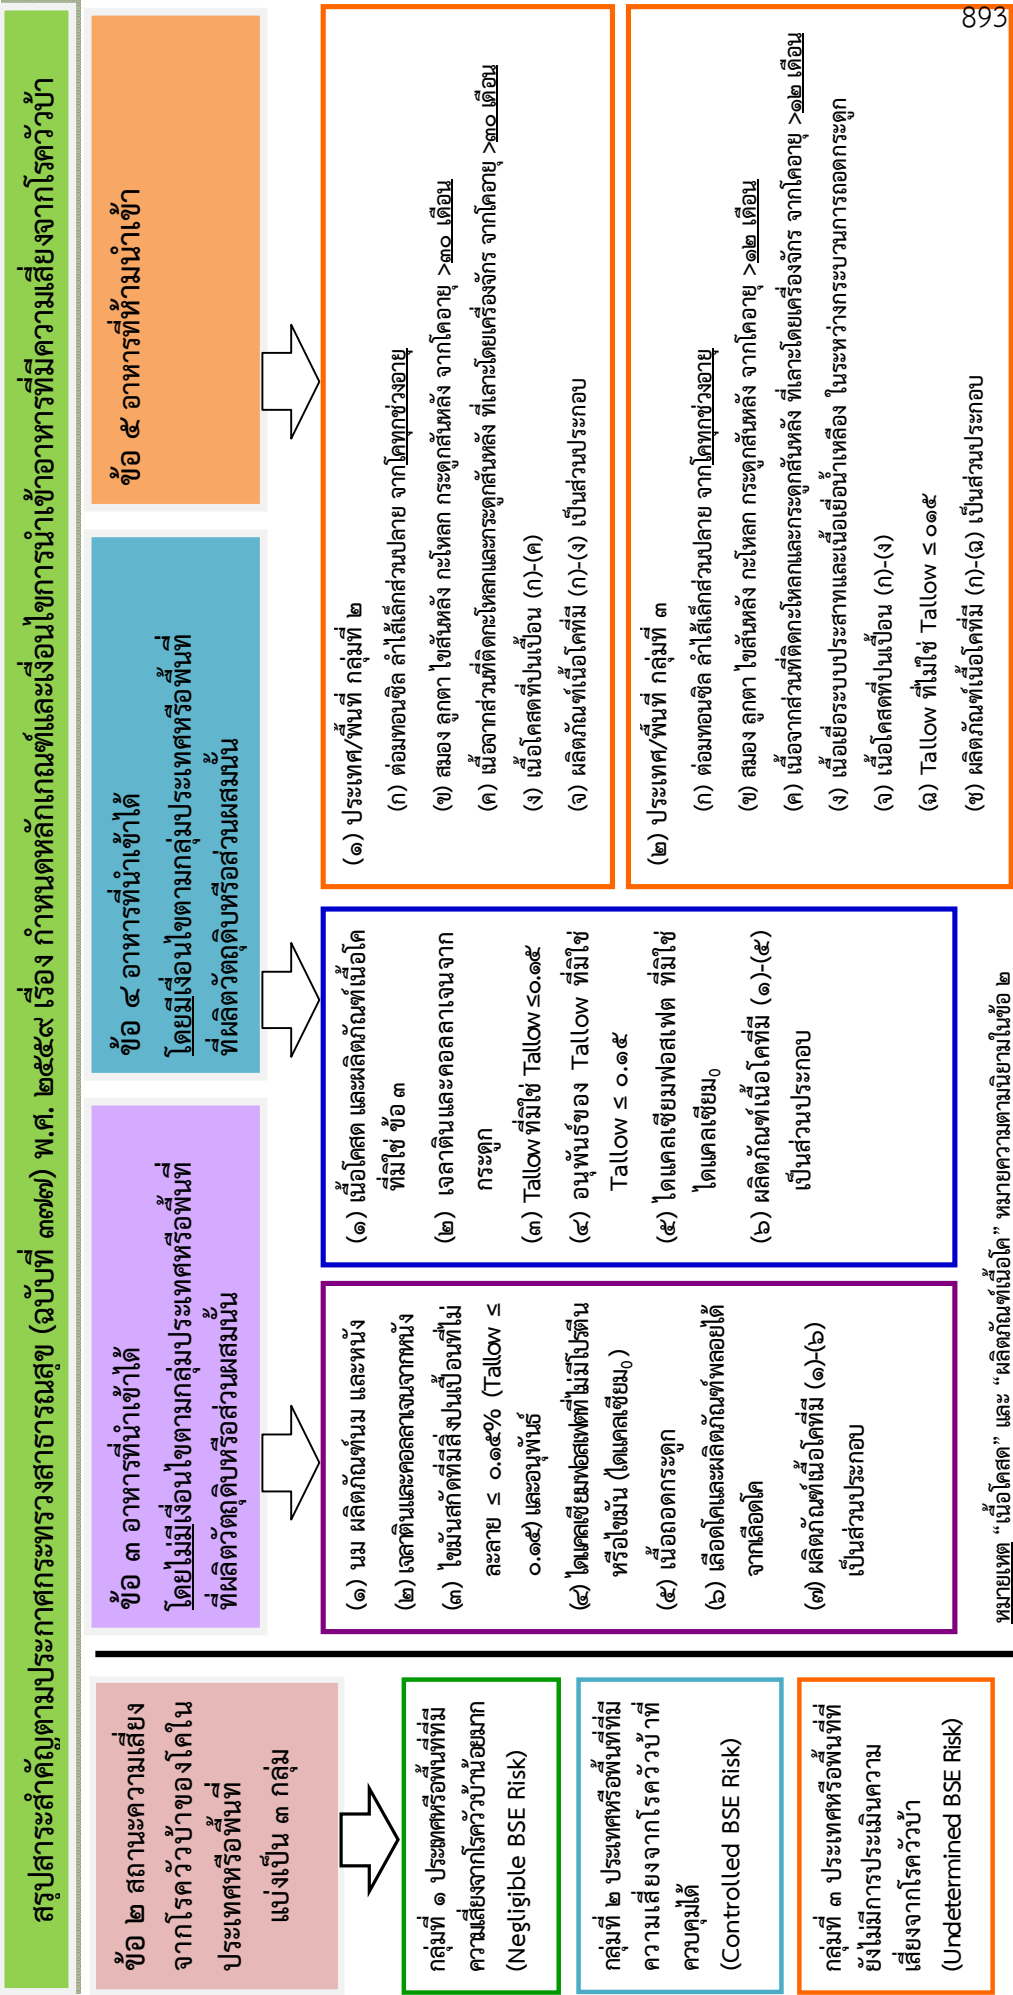 893
สรุปสาระสำคัญตามประกาศกระทรวงสาธารณสุข (ฉบับที่ ๓๗๗) พ.ศ. ๒๕๕๙ เรื่อง กำหนดหลักเกณฑ์และเงื่อนไขการนำเข้าอาหารที่มีความเสี่ยงจากโรควัวบ้า
ข้อ ๒ สถานะความเสี่ยง
จากโรควัวบ้าของโคใน
ประเทศหรือพื้นที่
แบ่งเป็น ๓ กลุ่ม
กลุ่มที่ ๑ ประเทศหรือพื้นที่ที่มี
ความเสี่ยงจากโรควัวบ้าน้อยมาก
(Negligible BSE Risk)
กลุ่มที่ ๒ ประเทศหรือพื้นที่ที่มี
ความเสี่ยงจากโรควัวบ้าที่
ควบคุมได้
(Controlled BSE Risk)
กลุ่มที่ ๓ ประเทศหรือพื้นที่ที่
ยังไม่มีการประเมินความ
เสี่ยงจากโรควัวบ้า
(Undetermined BSE Risk)
ข้อ ๓ อาหารที่นำเข้าได้
โดยไม่มีเงื่อนไขตามกลุ่มประเทศหรือพื้นที่
ที่ผลิตวัตถุดิบหรือส่วนผสมนั้น
(๑) นม ผลิตภัณฑ์นม และหนัง
(๒) เจลาตินและคอลลาเจนจากหนัง
(๓) ไขมันสกัดที่มีสิ่งปนเปื้อนที่ไม่
ละลาย ≤ ๐.๑๕% (Tallow ≤
๐.๑๕) และอนุพันธ์
(๔) ไดแคลเซียมฟอสเฟตที่ไม่มีโปรตีน
หรือไขมัน (ไดแคลเซียม₀)
(๕) เนื้อถอดกระดูก
(๖) เลือดโคและผลิตภัณฑ์พลอยได้
จากเลือดโค
(๗) ผลิตภัณฑ์เนื้อโคที่มี (๑)-(๖)
เป็นส่วนประกอบ
ข้อ ๔ อาหารที่นำเข้าได้
โดยมีเงื่อนไขตามกลุ่มประเทศหรือพื้นที่
ที่ผลิตวัตถุดิบหรือส่วนผสมนั้น
(๑) เนื้อโคสด และผลิตภัณฑ์เนื้อโค
ที่มิใช่ ข้อ ๓
(๒) เจลาตินและคอลลาเจนจาก
กระดูก
(๓) Tallow ที่มิใช่ Tallow ≤๐.๑๕
(๔) อนุพันธ์ของ Tallow ที่มิใช่
Tallow ≤ ๐.๑๕
(๕) ไดแคลเซียมฟอสเฟต ที่มิใช่
ไดแคลเซียม₀
(๖) ผลิตภัณฑ์เนื้อโคที่มี (๑)-(๕)
เป็นส่วนประกอบ
ข้อ ๕ อาหารที่ห้ามนำเข้า
(๑) ประเทศ/พื้นที่ กลุ่มที่ ๒
(ก) ต่อมทอนซิล ลำไส้เล็กส่วนปลาย จากโคทุกช่วงอายุ
(ข) สมอง ลูกตา ไขสันหลัง กะโหลก กระดูกสันหลัง จากโคอายุ >๓๐ เดือน
(ค) เนื้อจากส่วนที่ติดกะโหลกและกระดูกสันหลัง ที่เลาะโดยเครื่องจักร จากโคอายุ >๓๐ เดือน
(ง) เนื้อโคสดที่ปนเปื้อน (ก)-(ค)
(จ) ผลิตภัณฑ์เนื้อโคที่มี (ก)-(ง) เป็นส่วนประกอบ
(๒) ประเทศ/พื้นที่ กลุ่มที่ ๓
(ก) ต่อมทอนซิล ลำไส้เล็กส่วนปลาย จากโคทุกช่วงอายุ
(ข) สมอง ลูกตา ไขสันหลัง กะโหลก กระดูกสันหลัง จากโคอายุ >๑๒ เดือน
(ค) เนื้อจากส่วนที่ติดกะโหลกและกระดูกสันหลัง ที่เลาะโดยเครื่องจักร จากโคอายุ >๑๒ เดือน
(ง) เนื้อเยื่อระบบประสาทและเนื้อเยื่อน้ำเหลือง ในระหว่างกระบวนการถอดกระดูก
(จ) เนื้อโคสดที่ปนเปื้อน (ก)-(ง)
(ฉ) Tallow ที่ไม่ใช่ Tallow ≤ ๐๑๕
(ช) ผลิตภัณฑ์เนื้อโคที่มี (ก)-(ฉ) เป็นส่วนประกอบ
หมายเหตุ “เนื้อโคสด” และ “ผลิตภัณฑ์เนื้อโค” หมายความตามนิยามในข้อ ๒